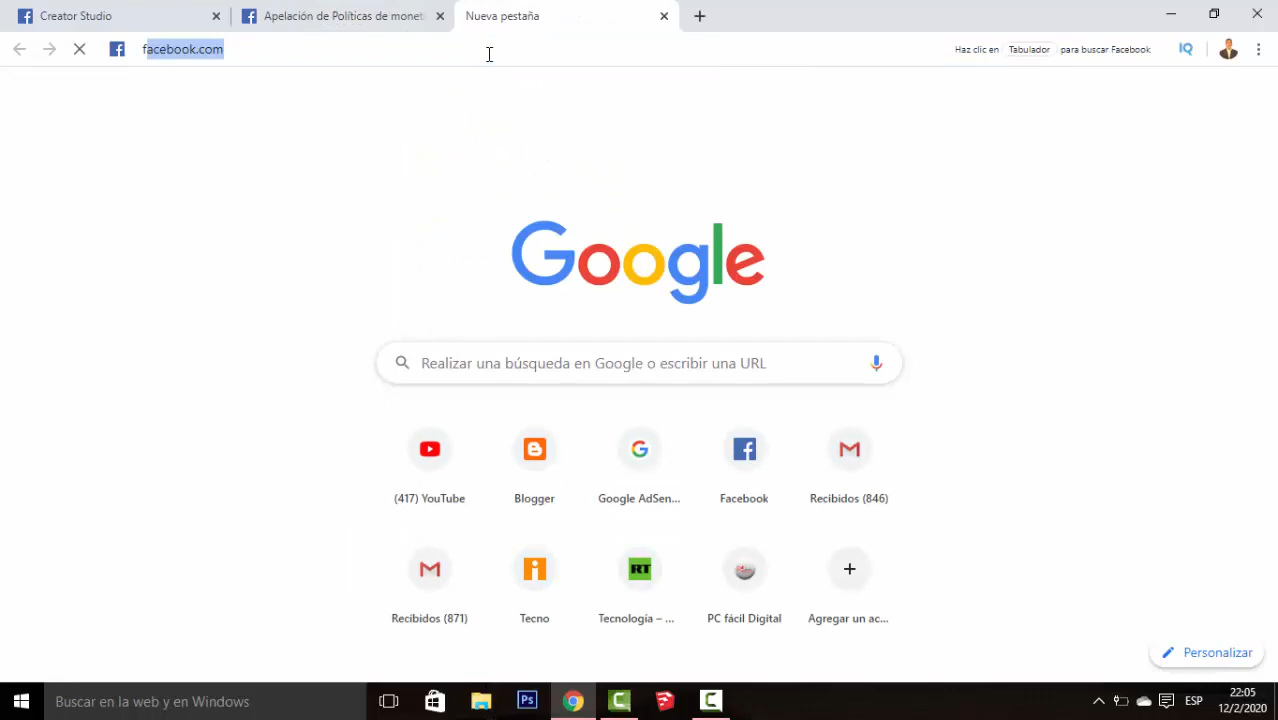 Creator Studio
Apelación de Políticas de monet
Nueva pestaña
facebook.com
Haz clic en Tabulador para buscar Facebook
IQ
Google
Realizar una búsqueda en Google o escribir una URL
(417) YouTube
Blogger
Google AdSen...
Facebook
Recibidos (846)
RT
Recibidos (871)
Tecno
Tecnología – ...
PC fácil Digital
Agregar un ac...
Personalizar
Buscar en la web y en Windows
Ps
ESP
22:05
12/2/2020